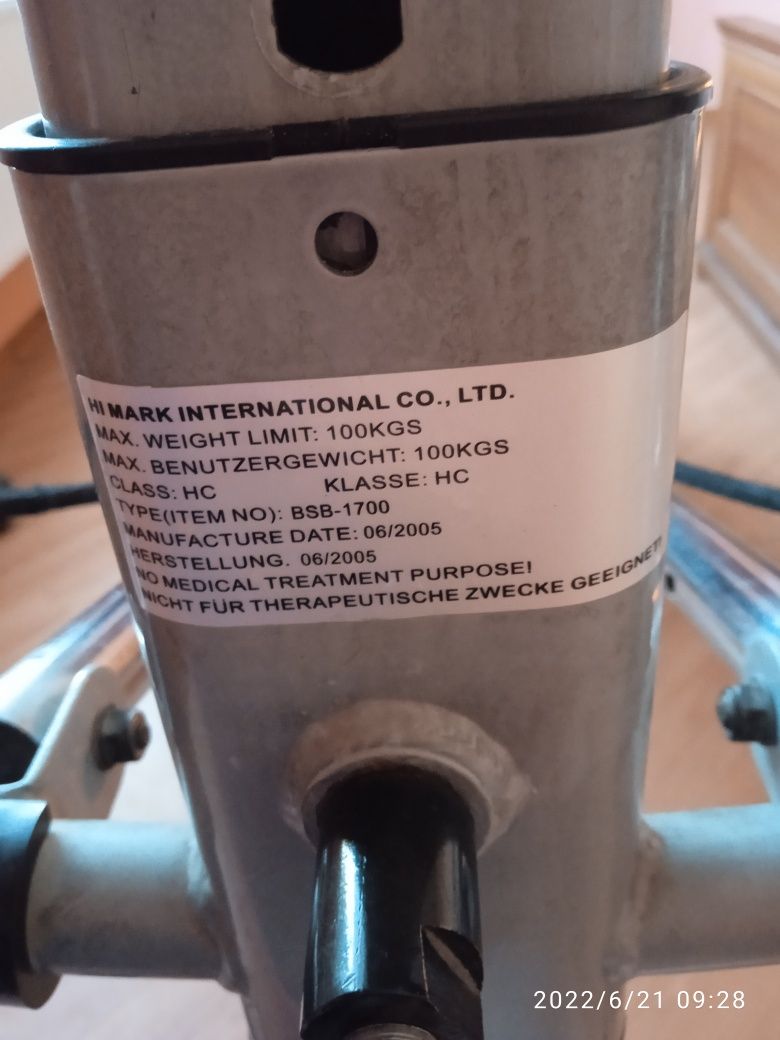 HI MARK INTERNATIONAL CO., LTD.
MAX. WEIGHT LIMIT: 100KGS
MAX. BENUTZERGEWICHT: 100KGS
CLASS: HC KLASSE: HC
TYPE(ITEM NO): BSB-1700
MANUFACTURE DATE: 06/2005
HERSTELLUNG. 06/2005
NO MEDICAL TREATMENT PURPOSE!
NICHT FÜR THERAPEUTISCHE ZWECKE GEEIGNET!
2022/6/21 09:28